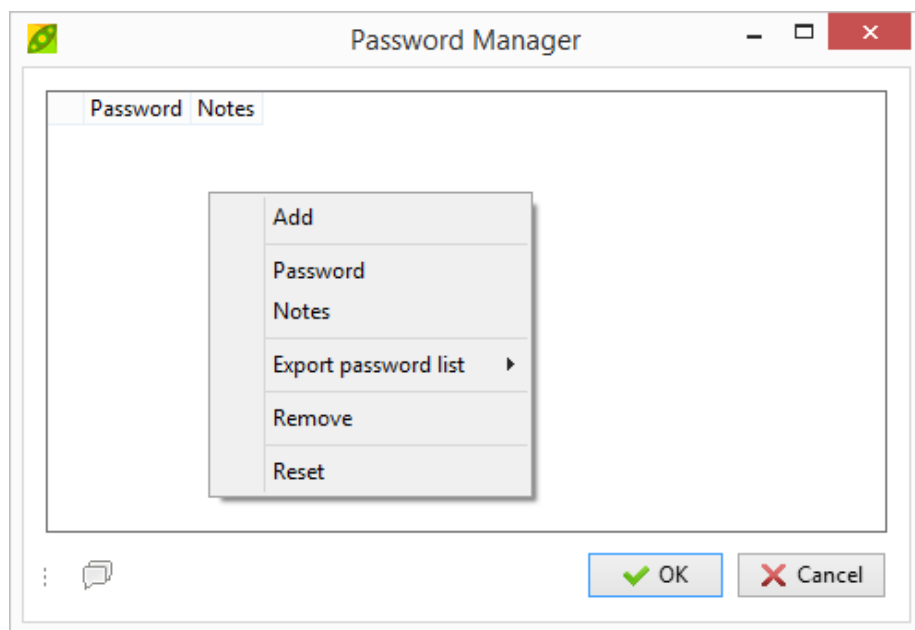 Password Manager
Password Notes
Add
Password
Notes
Export password list
Remove
Reset
OK Cancel